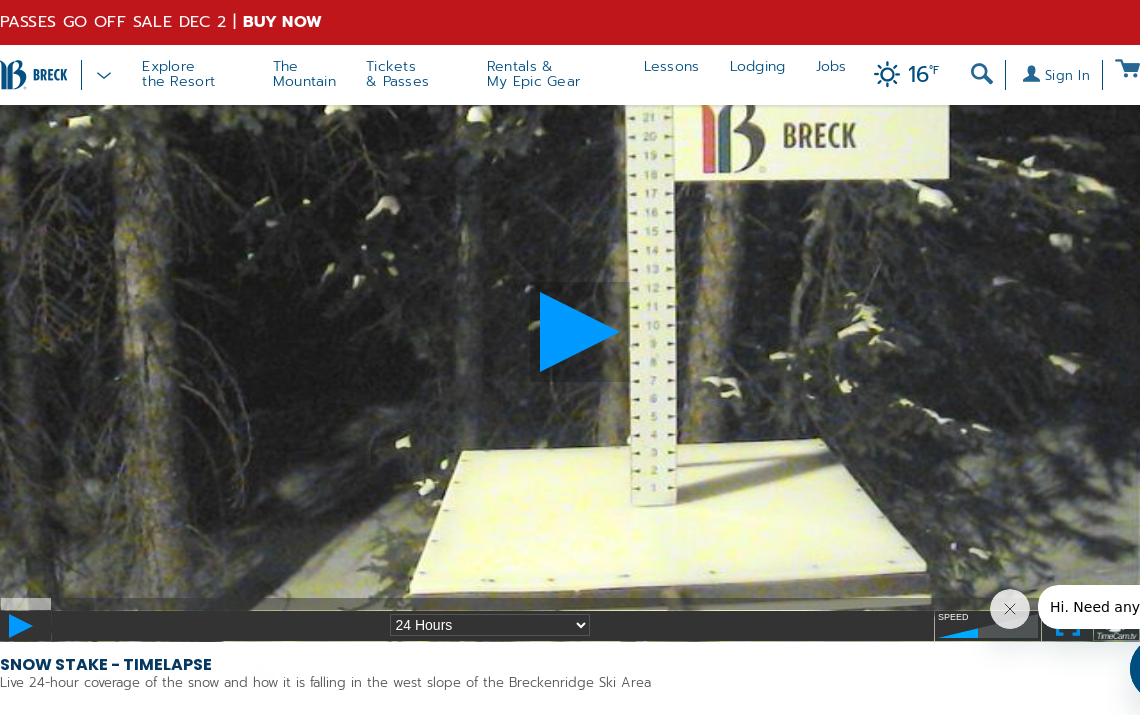 PASSES GO OFF SALE DEC 2 | BUY NOW
BRECK
Explore
the Resort
The
Mountain
Tickets
& Passes
Rentals &
My Epic Gear
Lessons
Lodging
Jobs
16°F
Sign In
BRECK
21
20
19
18
17
16
15
14
13
12
11
10
9
8
7
6
5
4
3
2
1
24 Hours
SPEED
Hi. Need any
TimeCam.tv
SNOW STAKE - TIMELAPSE
Live 24-hour coverage of the snow and how it is falling in the west slope of the Breckenridge Ski Area